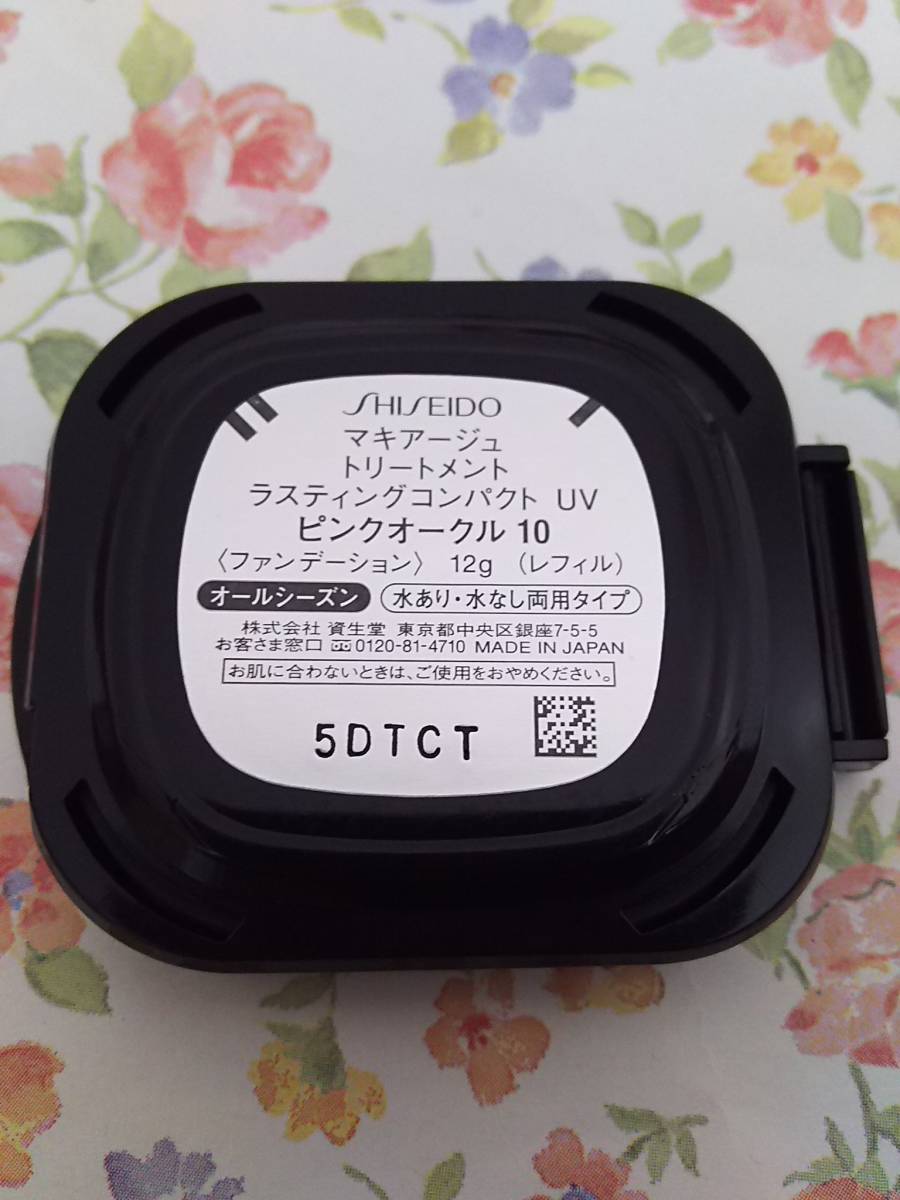 SHISEIDO
マキアージュ
トリートメント
ラスティングコンパクト UV
ピンクオークル 10
〈ファンデーション〉 12g （レフィル）
オールシーズン 水あり・水なし両用タイプ
株式会社 資生堂 東京都中央区銀座7-5-5
お客さま窓口 0120-81-4710 MADE IN JAPAN
お肌に合わないときは、ご使用をおやめください。
5DTCT